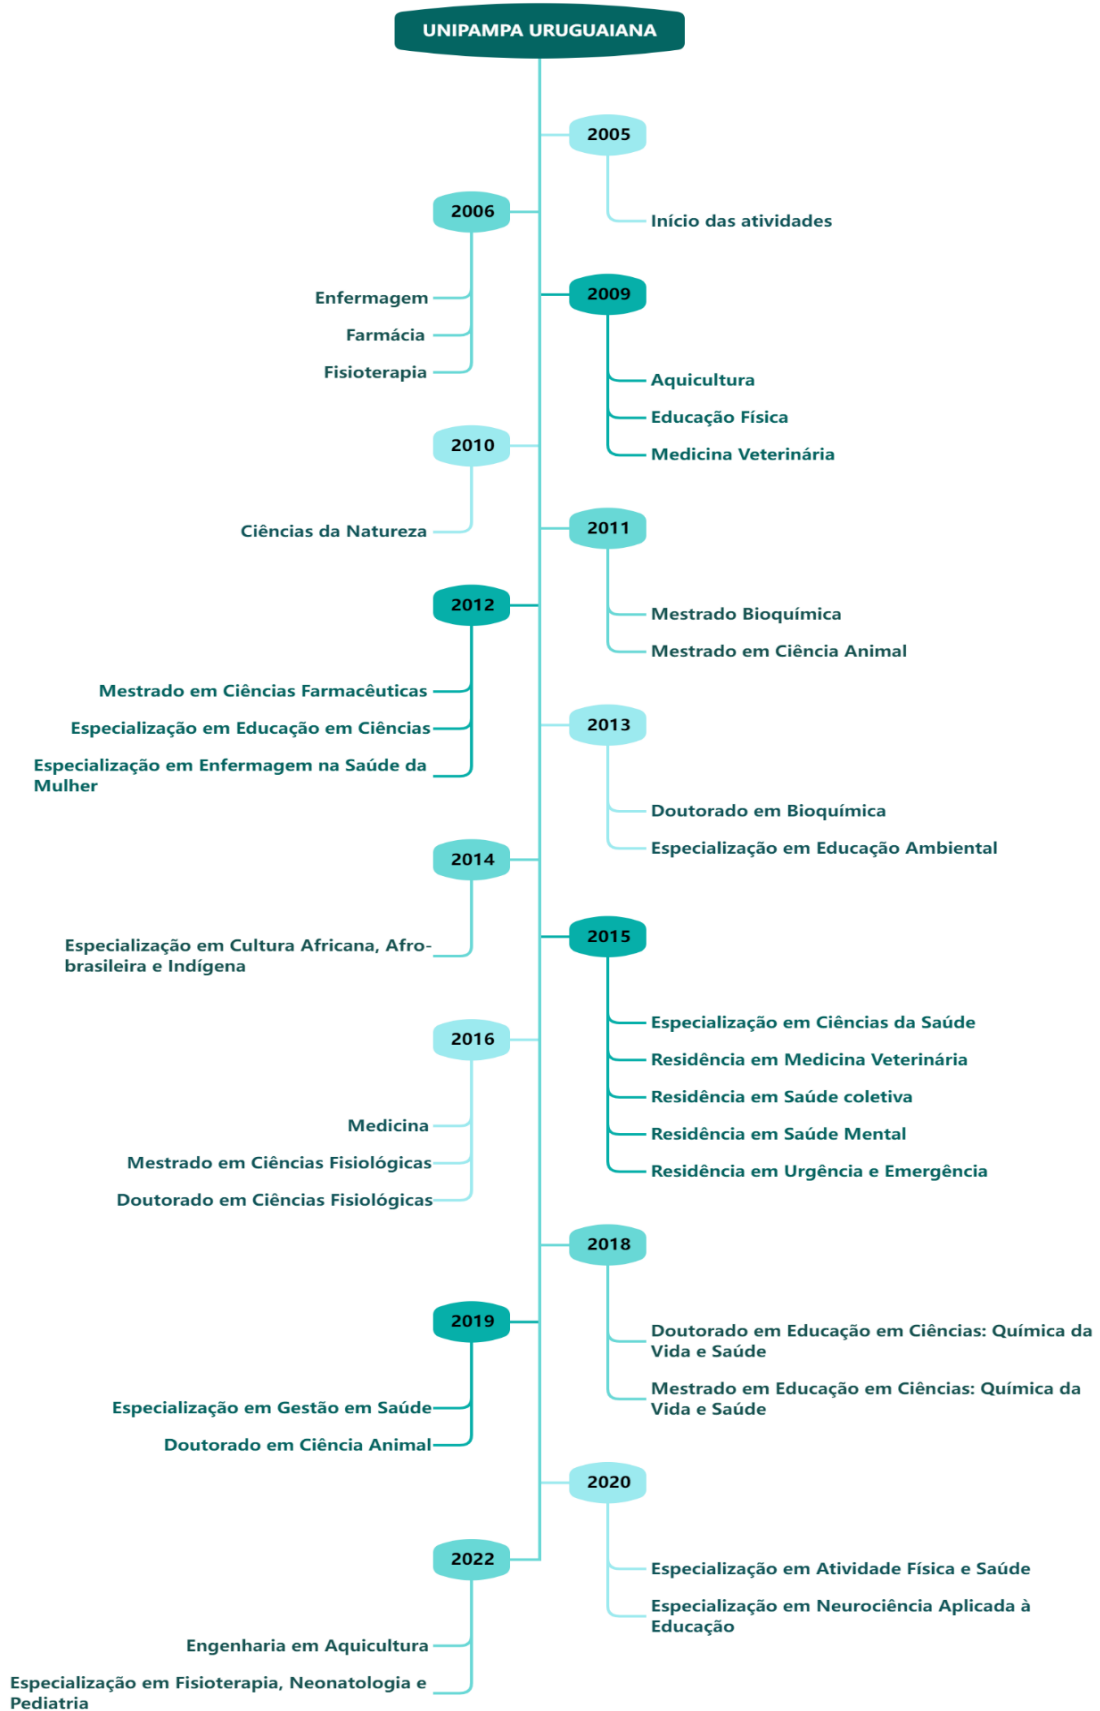 UNIPAMPA URUGUAIANA
2005
Início das atividades
2006
Enfermagem
Farmácia
Fisioterapia
2009
Aquicultura
Educação Física
Medicina Veterinária
2010
Ciências da Natureza
2011
Mestrado Bioquímica
Mestrado em Ciência Animal
2012
Mestrado em Ciências Farmacêuticas
Especialização em Educação em Ciências
Especialização em Enfermagem na Saúde da
Mulher
2013
Doutorado em Bioquímica
Especialização em Educação Ambiental
2014
Especialização em Cultura Africana, Afro-
brasileira e Indígena
2015
Especialização em Ciências da Saúde
Residência em Medicina Veterinária
Residência em Saúde coletiva
Residência em Saúde Mental
Residência em Urgência e Emergência
2016
Medicina
Mestrado em Ciências Fisiológicas
Doutorado em Ciências Fisiológicas
2018
Doutorado em Educação em Ciências: Química da
Vida e Saúde
Mestrado em Educação em Ciências: Química da
Vida e Saúde
2019
Especialização em Gestão em Saúde
Doutorado em Ciência Animal
2020
Especialização em Atividade Física e Saúde
Especialização em Neurociência Aplicada à
Educação
2022
Engenharia em Aquicultura
Especialização em Fisioterapia, Neonatologia e
Pediatria